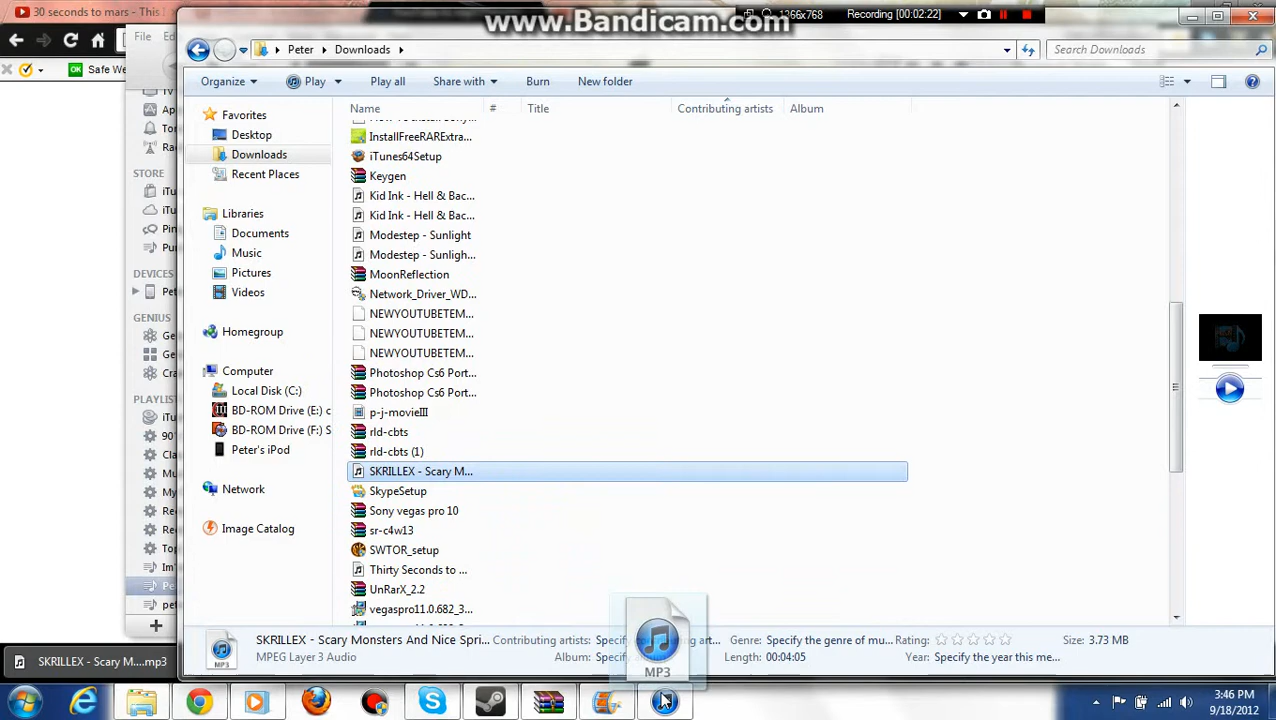 30 seconds to mars - This I
www.Bandicam.com
1366x768
Recording [00:02:22]
File
Peter
Downloads
Search Downloads
Safe We
Organize
Play
Play all
Share with
Burn
New folder
Name
#
Title
Contributing artists
Album
Favorites
Desktop
Downloads
Recent Places
Libraries
Documents
Music
Pictures
Videos
Homegroup
Computer
Local Disk (C:)
BD-ROM Drive (E:) c
BD-ROM Drive (F:) S
Peter's iPod
Network
Image Catalog
STORE
DEVICES
GENIUS
PLAYLIS
InstallFreeRARExtra...
iTunes64Setup
Keygen
Kid Ink - Hell & Bac...
Kid Ink - Hell & Bac...
Modestep - Sunlight
Modestep - Sunligh...
MoonReflection
Network_Driver_WD...
NEWYOUTUBETEM...
NEWYOUTUBETEM...
NEWYOUTUBETEM...
Photoshop Cs6 Port...
Photoshop Cs6 Port...
p-j-movieIII
rld-cbts
rld-cbts (1)
SKRILLEX - Scary M...
SkypeSetup
Sony vegas pro 10
sr-c4w13
SWTOR_setup
Thirty Seconds to ...
UnRarX_2.2
vegaspro11.0.682_3...
MP3
SKRILLEX - Scary Monsters And Nice Spri...
MPEG Layer 3 Audio
Contributing artists: Specify
art...
Album: Specify
Genre: Specify the genre of mu...
Length: 00:04:05
Rating:
Year: Specify the year this me...
Size: 3.73 MB
MP3
SKRILLEX - Scary M....mp3
3:46 PM
9/18/2012